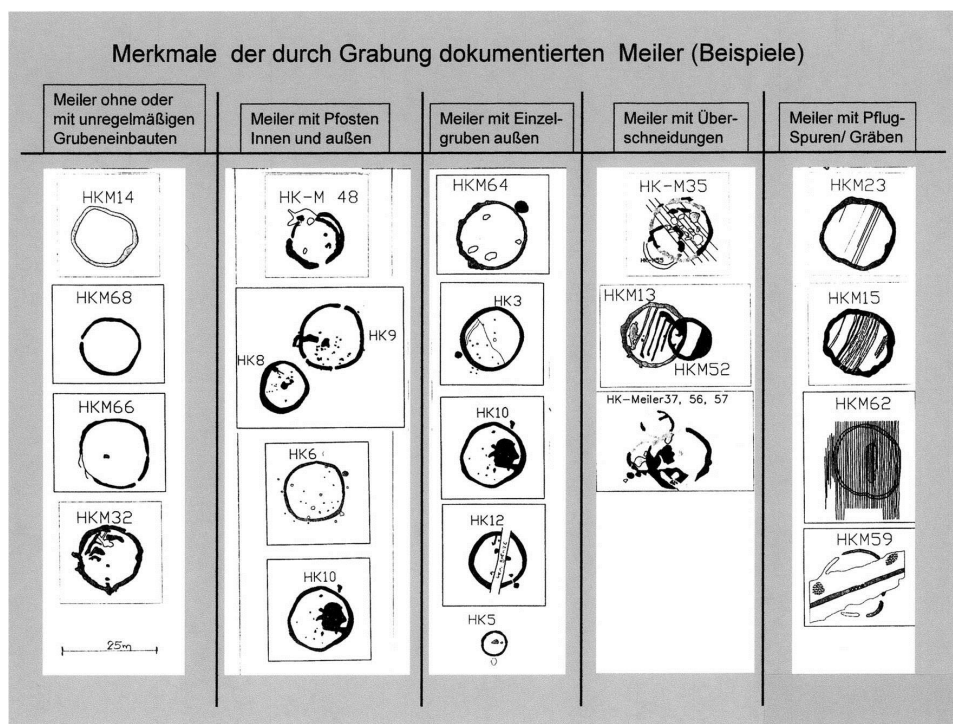 Merkmale der durch Grabung dokumentierten Meiler (Beispiele)
Meiler ohne oder
mit unregelmäßigen
Grubeneinbauten
Meiler mit Pfosten
Innen und außen
Meiler mit Einzel-
gruben außen
Meiler mit Über-
schneidungen
Meiler mit Pflug-
Spuren/ Gräben
HKM14
HKM68
HKM66
HKM32
25m
HK-M 48
HK9
HK8
HK6
HK10
HKM64
HK3
HK10
HK12
HK5
HK-M35
HKM13
HKM52
HK-Meiler37, 56, 57
HKM23
HKM15
HKM62
HKM59